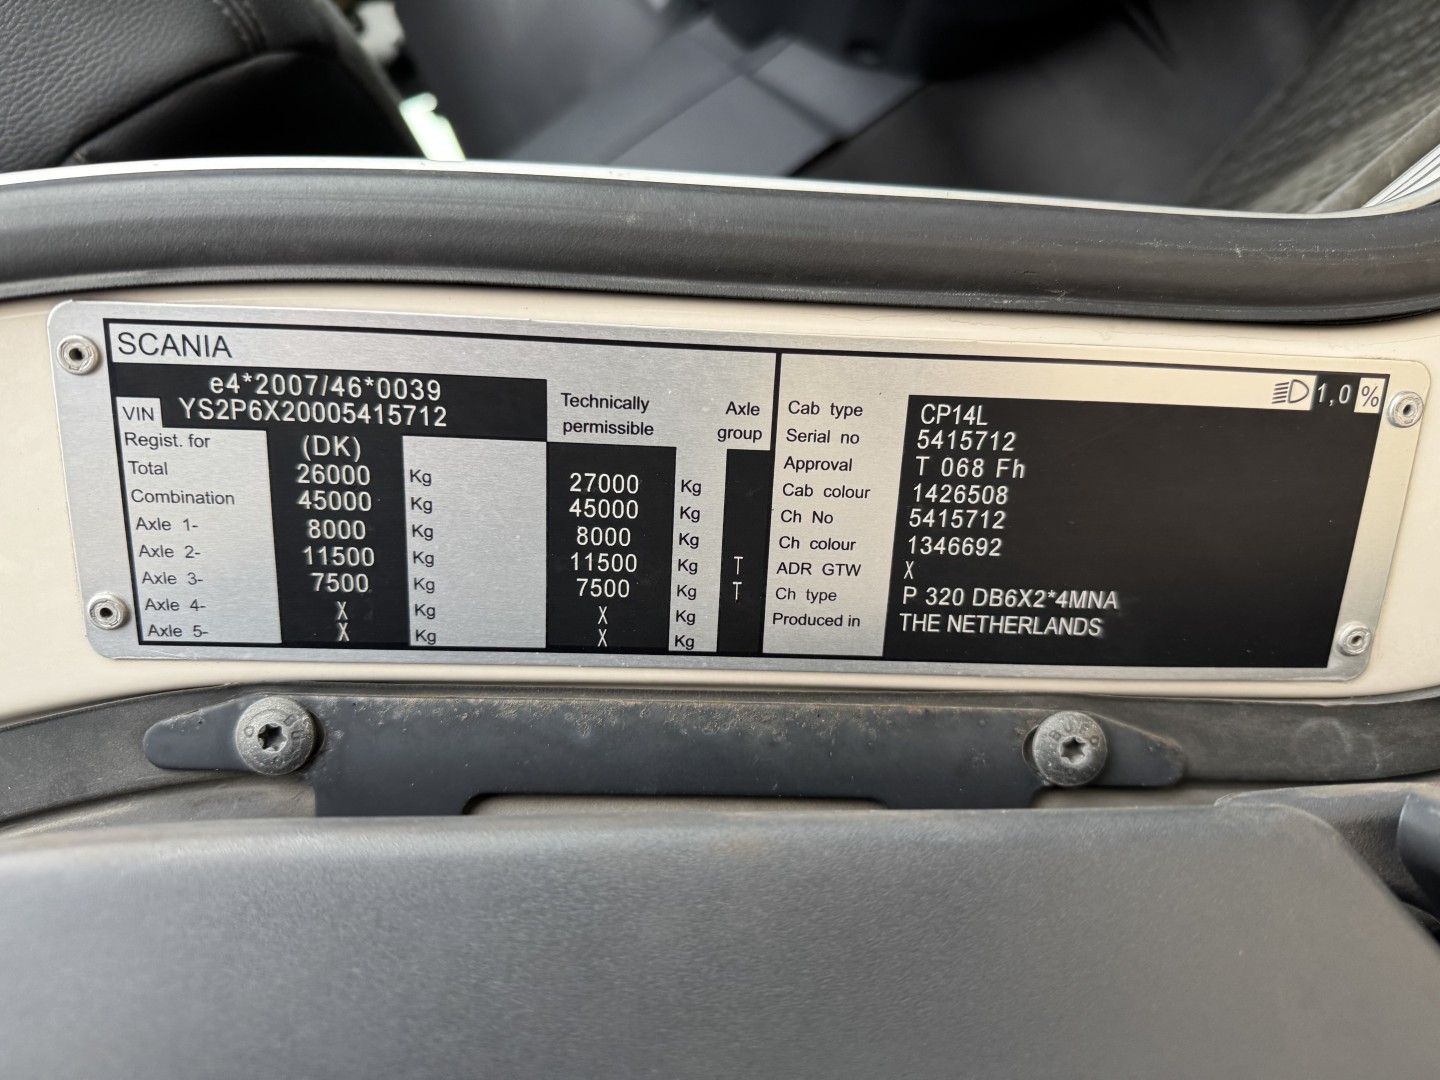 SCANIA
e4*2007/46*0039
VIN YS2P6X20005415712
Technically permissible
Axle group
Regist. for (DK)
Total 26000 Kg 27000 Kg
Combination 45000 Kg 45000 Kg
Axle 1- 8000 Kg 8000 Kg
Axle 2- 11500 Kg 11500 Kg T
Axle 3- 7500 Kg 7500 Kg T
Axle 4- X Kg X Kg
Axle 5- X Kg X Kg
1,0 %
Cab type CP14L
Serial no 5415712
Approval T 068 Fh
Cab colour 1426508
Ch No 5415712
Ch colour 1346692
ADR GTW X
Ch type P 320 DB6X2*4MNA
Produced in THE NETHERLANDS